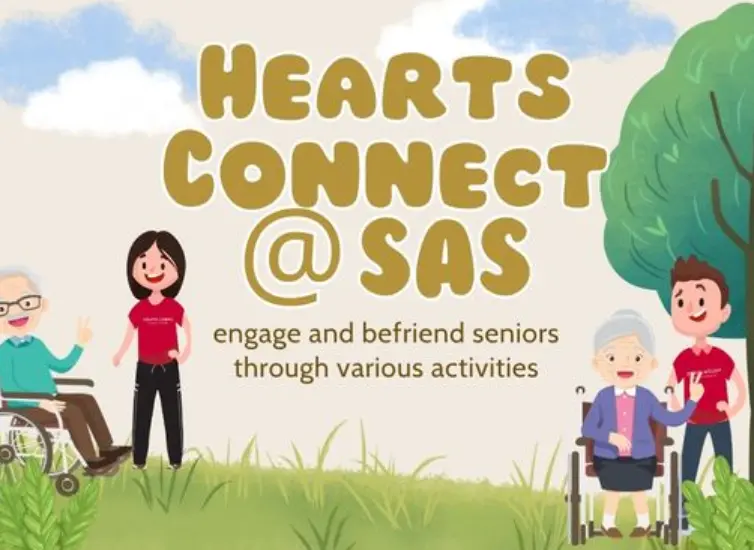 HEARTS
CONNECT
@ SAS
engage and befriend seniors
through various activities